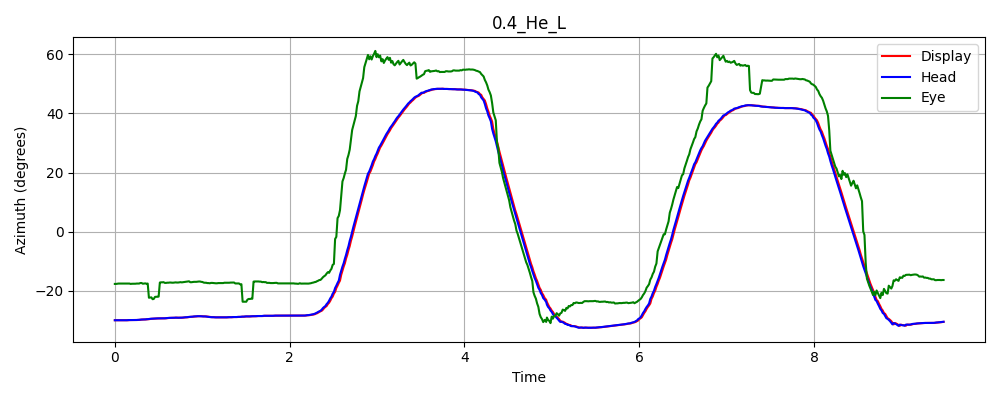 0.4_He_L
Azimuth (degrees)
60
40
20
0
−20
Display
Head
Eye
0 2 4 6 8
Time